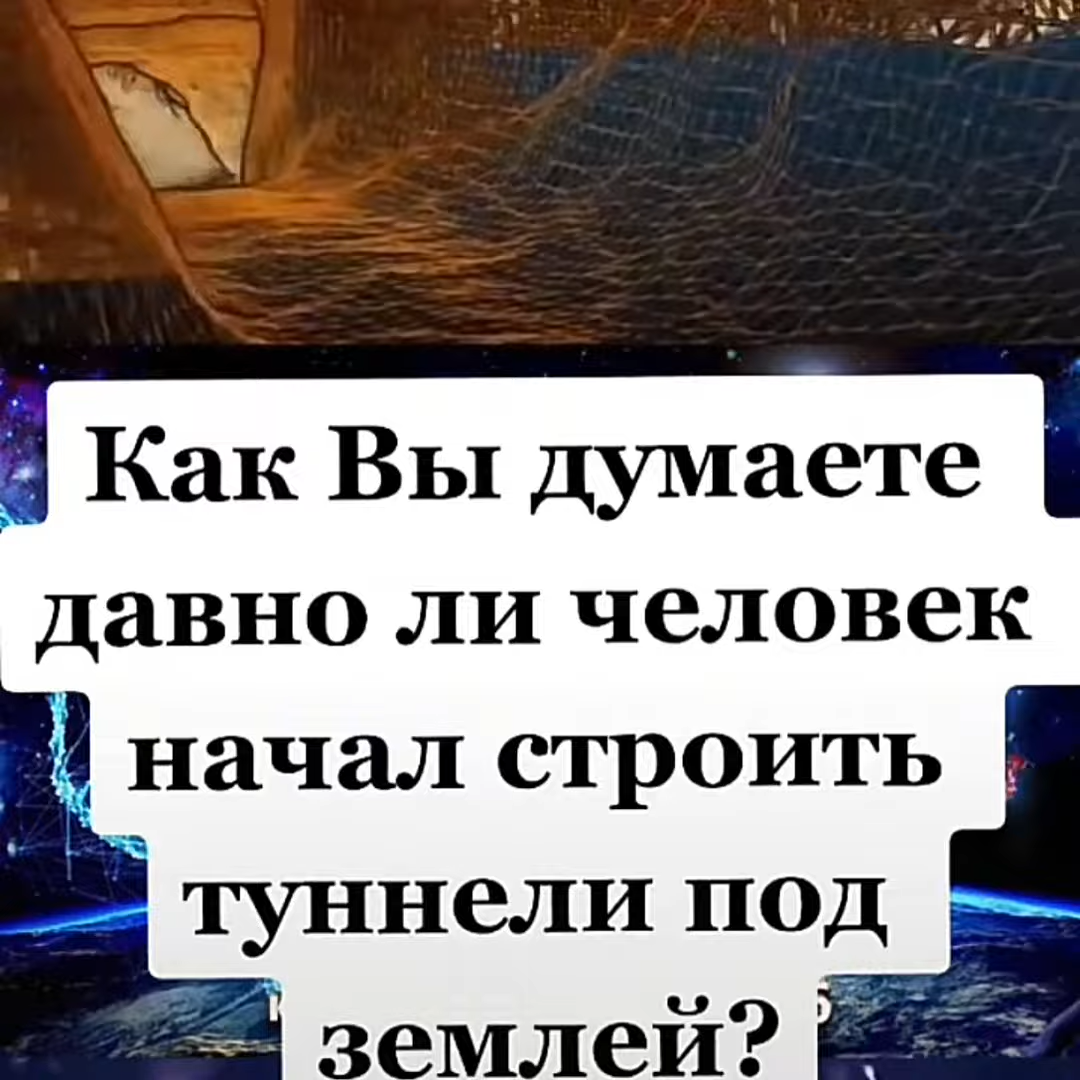 Как Вы думаете
давно ли человек
начал строить
туннели под
землей?